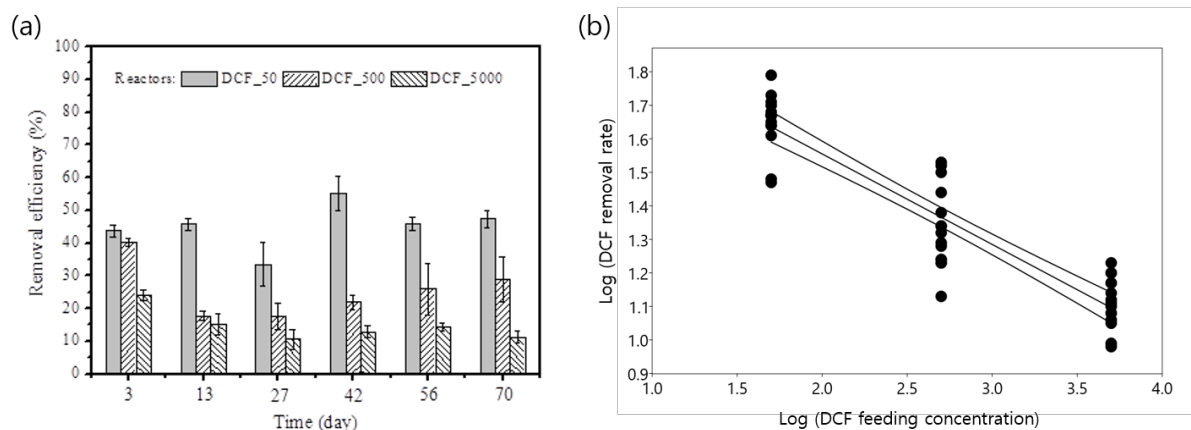 (a)
100
90
80
70
60
50
40
30
20
10
0
Removal efficiency (%)
Reactors: DCF_50 DCF_500 DCF_5000
3 13 27 42 56 70
Time (day)
(b)
1.8
1.7
1.6
1.5
1.4
1.3
1.2
1.1
1.0
0.9
Log (DCF removal rate)
1.0 1.5 2.0 2.5 3.0 3.5 4.0
Log (DCF feeding concentration)